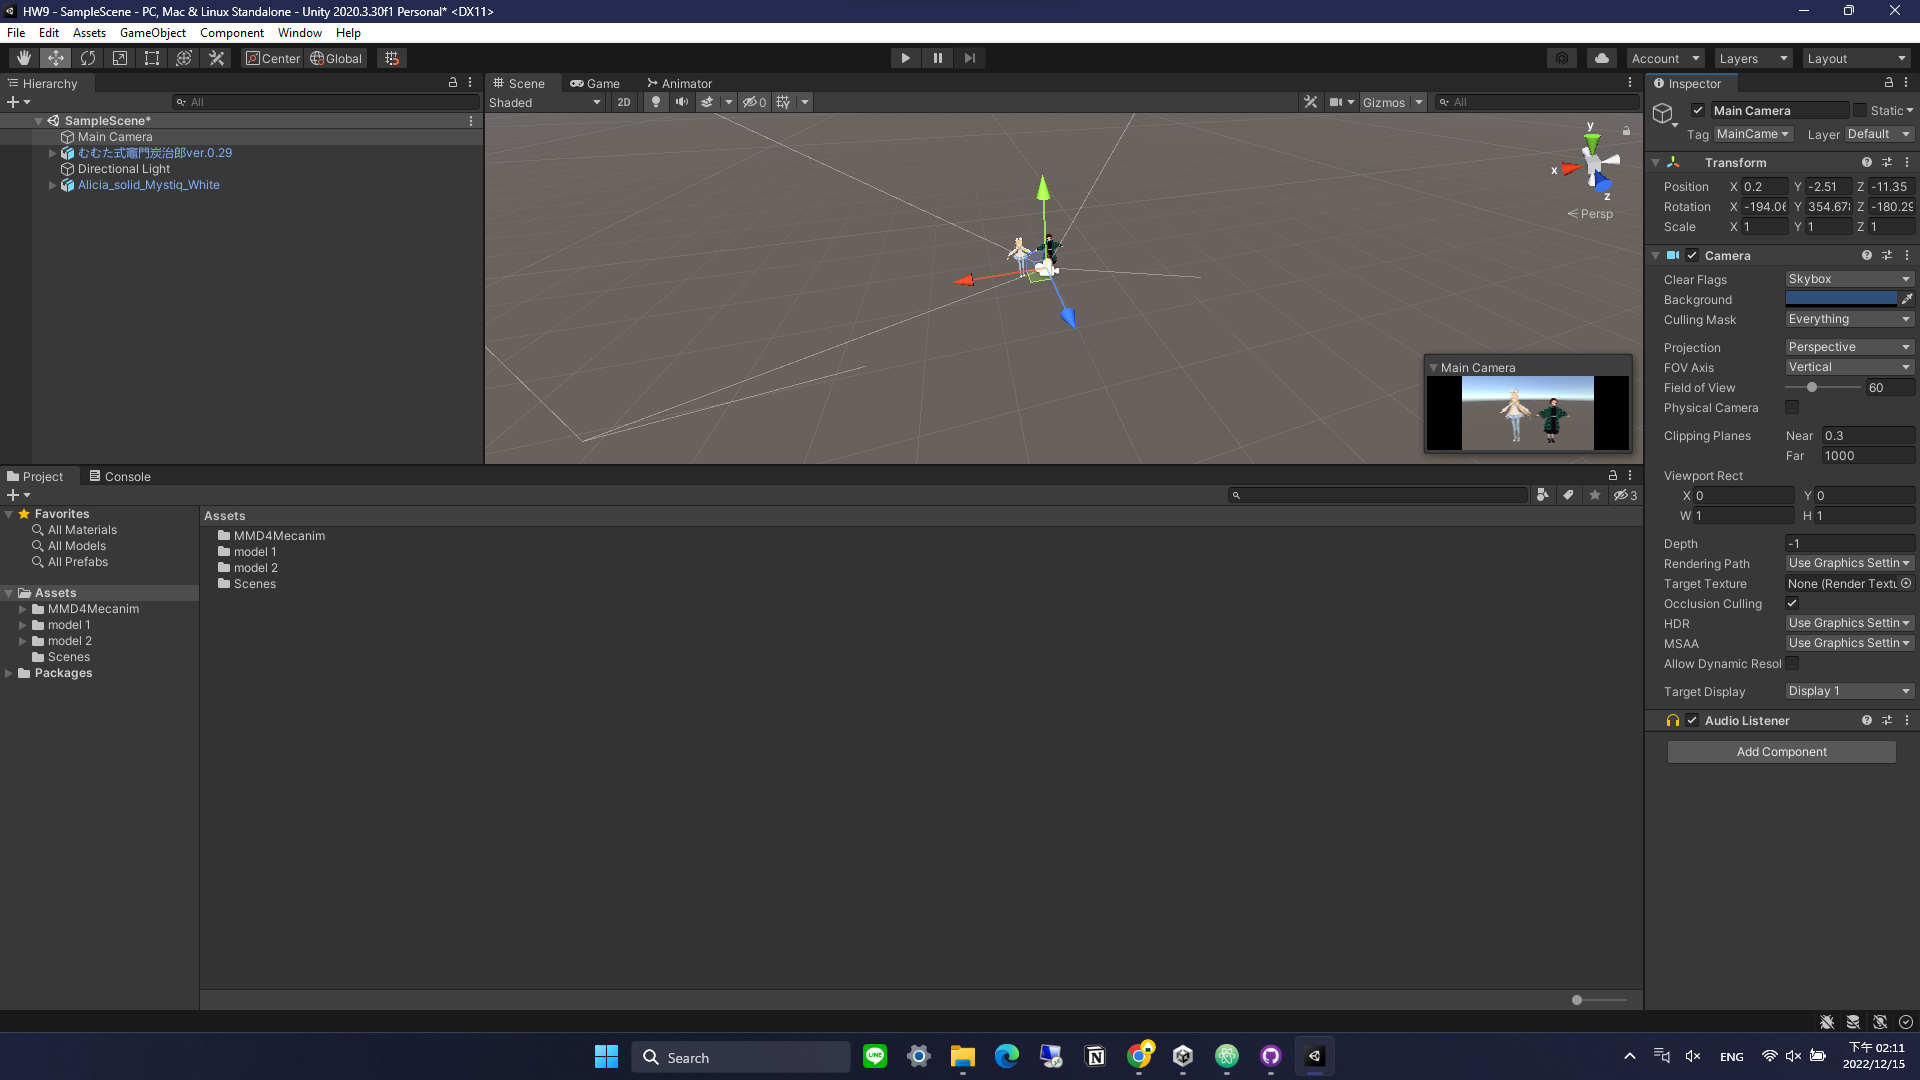 HW9 - SampleScene - PC, Mac & Linux Standalone - Unity 2020.3.30f1 Personal* <DX11>
File Edit Assets GameObject Component Window Help
Center Global
Account Layers Layout
Hierarchy
All
SampleScene*
Main Camera
むむた式竈門炭治郎ver.0.29
Directional Light
Alicia_solid_Mystiq_White
Scene Game Animator
Shaded 2D 0 Gizmos All
y
x
z
Persp
Main Camera
Inspector
Main Camera Static
Tag MainCame Layer Default
Transform
Position X 0.2 Y -2.51 Z -11.35
Rotation X -194.06 Y 354.678 Z -180.29
Scale X 1 Y 1 Z 1
Camera
Clear Flags Skybox
Background
Culling Mask Everything
Projection Perspective
FOV Axis Vertical
Field of View 60
Physical Camera
Clipping Planes Near 0.3
Far 1000
Viewport Rect
X 0 Y 0
W 1 H 1
Depth -1
Rendering Path Use Graphics Settin
Target Texture None (Render Textu
Occlusion Culling
HDR Use Graphics Settin
MSAA Use Graphics Settin
Allow Dynamic Resol
Target Display Display 1
Audio Listener
Add Component
Project Console
3
Favorites
All Materials
All Models
All Prefabs
Assets
MMD4Mecanim
model 1
model 2
Scenes
Packages
Assets
MMD4Mecanim
model 1
model 2
Scenes
Search
LINE
ENG
下午 02:11
2022/12/15